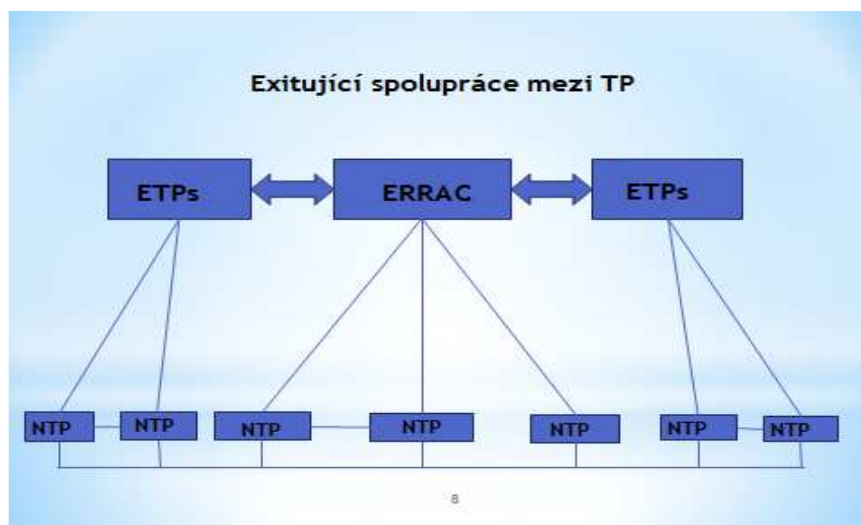 Exitující spolupráce mezi TP
ETPs ERRAC ETPs
NTP NTP NTP NTP NTP NTP NTP
8